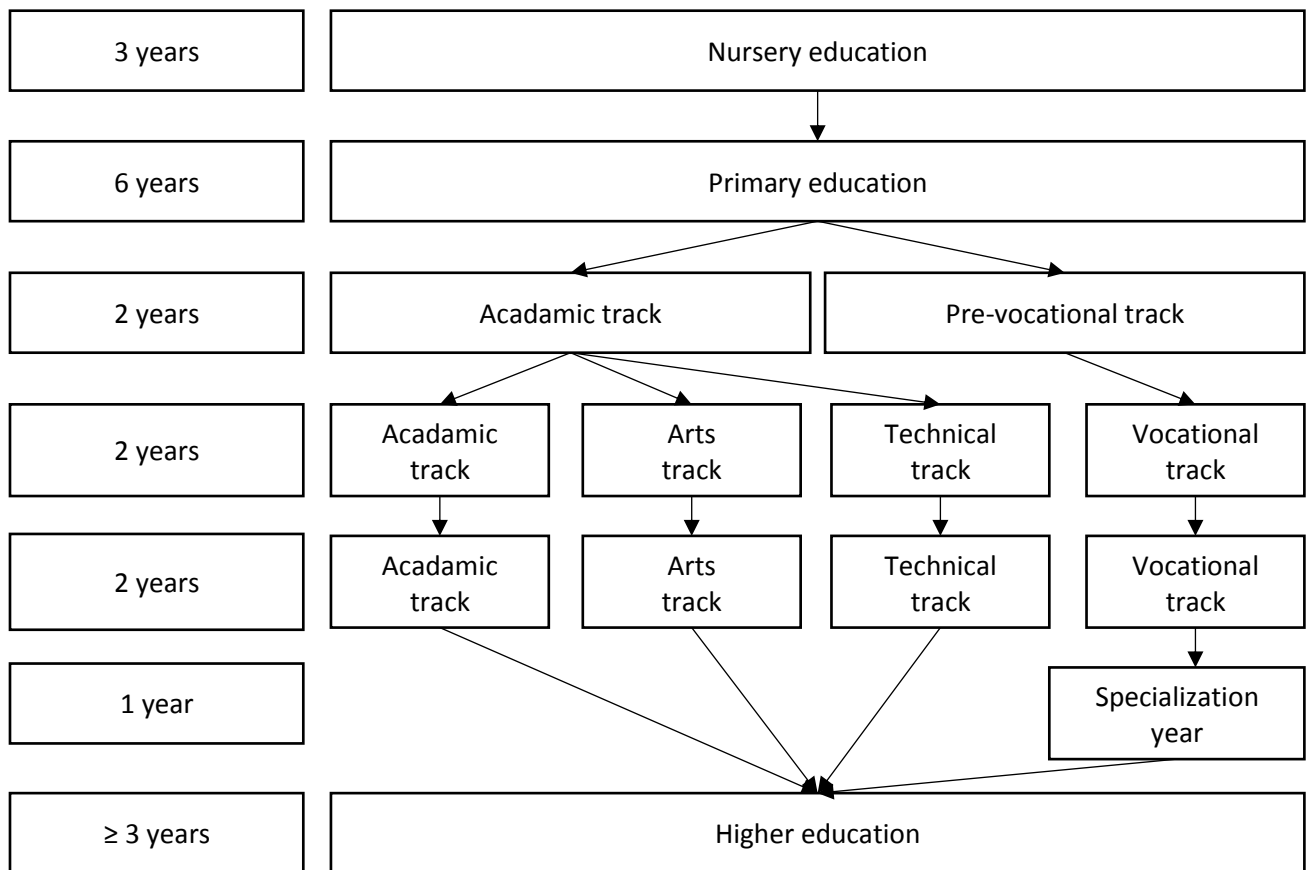 3 years
Nursery education
6 years
Primary education
2 years
Acadamic track
Pre-vocational track
2 years
Acadamic
track
Arts
track
Technical
track
Vocational
track
2 years
Acadamic
track
Arts
track
Technical
track
Vocational
track
1 year
Specialization
year
≥ 3 years
Higher education